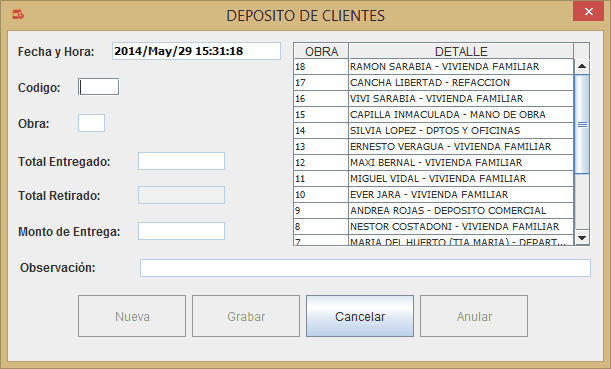 DEPOSITO DE CLIENTES
Fecha y Hora: 2014/May/29 15:31:18
Codigo:
Obra:
Total Entregado:
Total Retirado:
Monto de Entrega:
Observación:
OBRA DETALLE
18 RAMON SARABIA - VIVIENDA FAMILIAR
17 CANCHA LIBERTAD - REFACCION
16 VIVI SARABIA - VIVIENDA FAMILIAR
15 CAPILLA INMACULADA - MANO DE OBRA
14 SILVIA LOPEZ - DPTOS Y OFICINAS
13 ERNESTO VERAGUA - VIVIENDA FAMILIAR
12 MAXI BERNAL - VIVIENDA FAMILIAR
11 MIGUEL VIDAL - VIVIENDA FAMILIAR
10 EVER JARA - VIVIENDA FAMILIAR
9 ANDREA ROJAS - DEPOSITO COMERCIAL
8 NESTOR COSTADONI - VIVIENDA FAMILIAR
7 MARIA DEL HUERTO (TIA MARIA) - DEPART...
Nueva Grabar Cancelar Anular